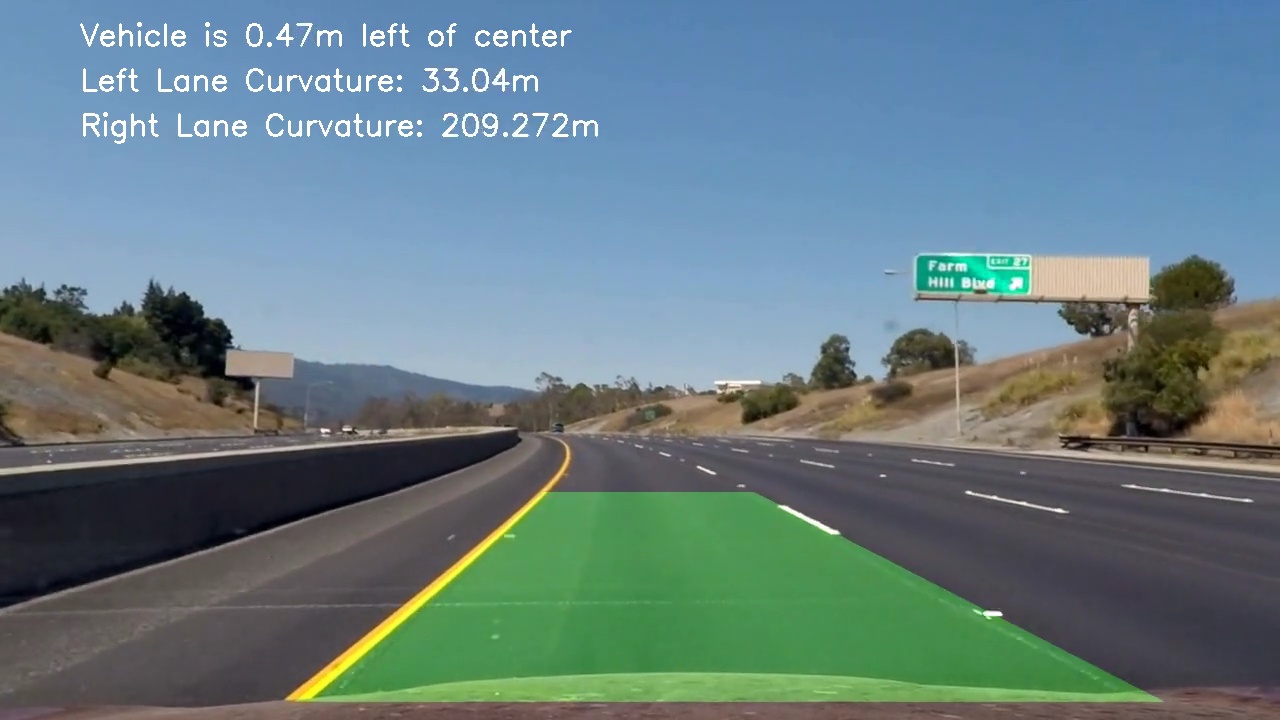 Vehicle is 0.47m left of center
Left Lane Curvature: 33.04m
Right Lane Curvature: 209.272m
EXIT 27
Farm
Hill Blvd